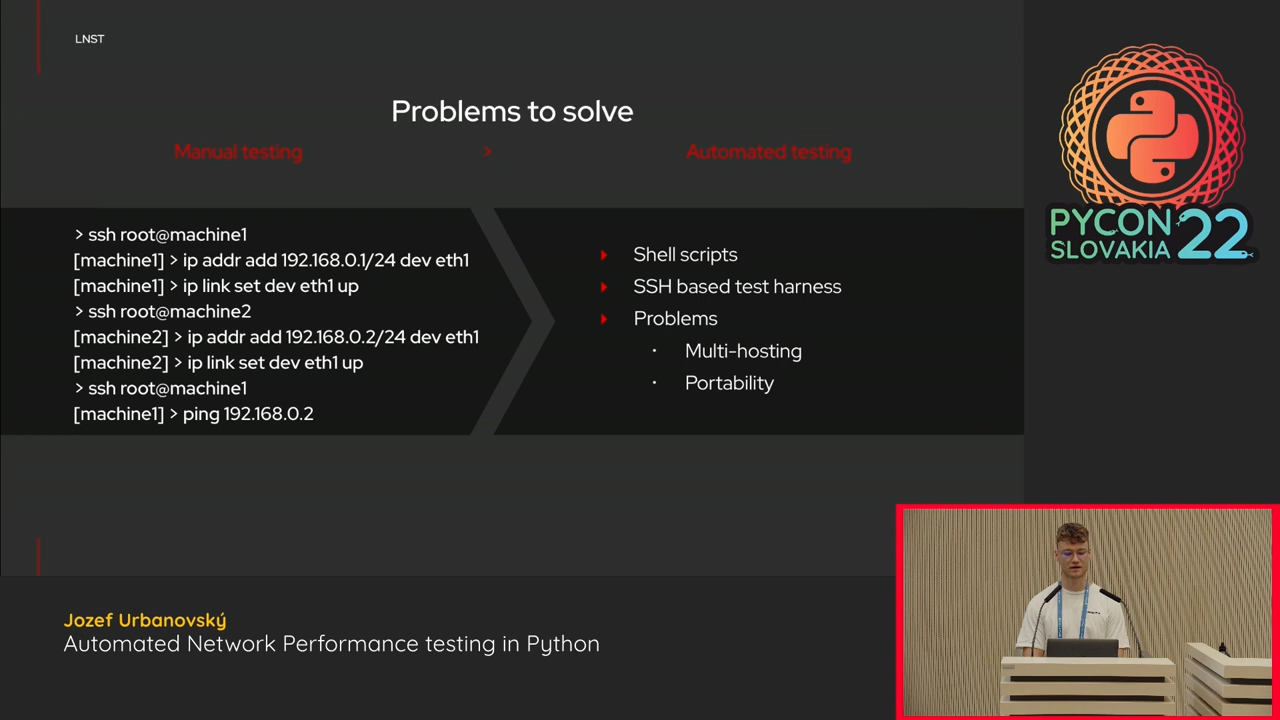 LNST
Problems to solve
Manual testing > Automated testing
> ssh root@machine1
[machine1] > ip addr add 192.168.0.1/24 dev eth1
[machine1] > ip link set dev eth1 up
> ssh root@machine2
[machine2] > ip addr add 192.168.0.2/24 dev eth1
[machine2] > ip link set dev eth1 up
> ssh root@machine1
[machine1] > ping 192.168.0.2
Shell scripts
SSH based test harness
Problems
Multi-hosting
Portability
PYCON
SLOVAKIA
22
Jozef Urbanovský
Automated Network Performance testing in Python